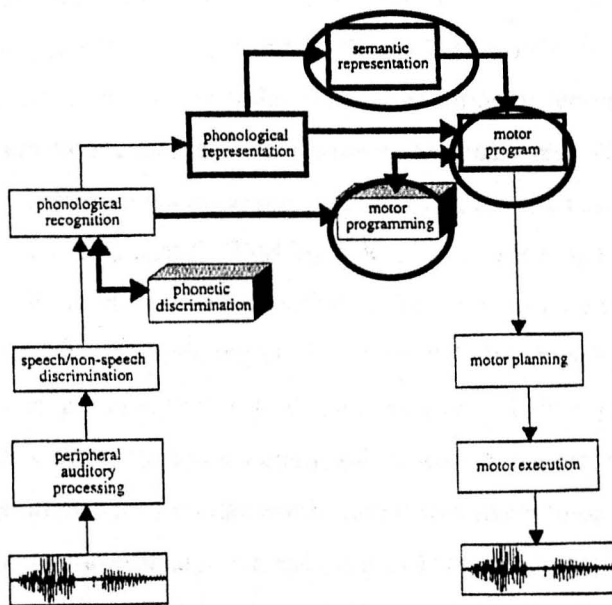 semantic
representation
phonological
representation
motor
program
phonological
recognition
motor
programming
phonetic
discrimination
speech/non-speech
discrimination
motor planning
peripheral
auditory
processing
motor execution